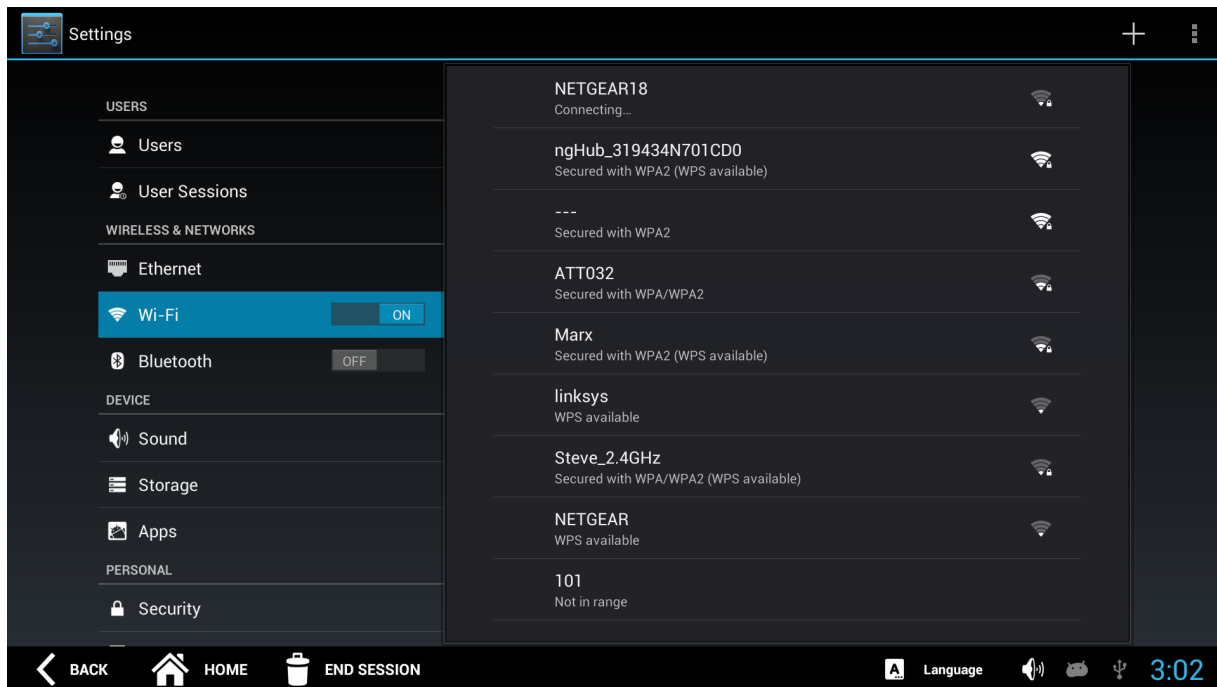 Settings
USERS
Users
User Sessions
WIRELESS & NETWORKS
Ethernet
Wi-Fi ON
Bluetooth OFF
DEVICE
Sound
Storage
Apps
PERSONAL
Security
NETGEAR18
Connecting...
ngHub_319434N701CD0
Secured with WPA2 (WPS available)
---
Secured with WPA2
ATT032
Secured with WPA/WPA2
Marx
Secured with WPA2 (WPS available)
linksys
WPS available
Steve_2.4GHz
Secured with WPA/WPA2 (WPS available)
NETGEAR
WPS available
101
Not in range
BACK HOME END SESSION A Language 3:02